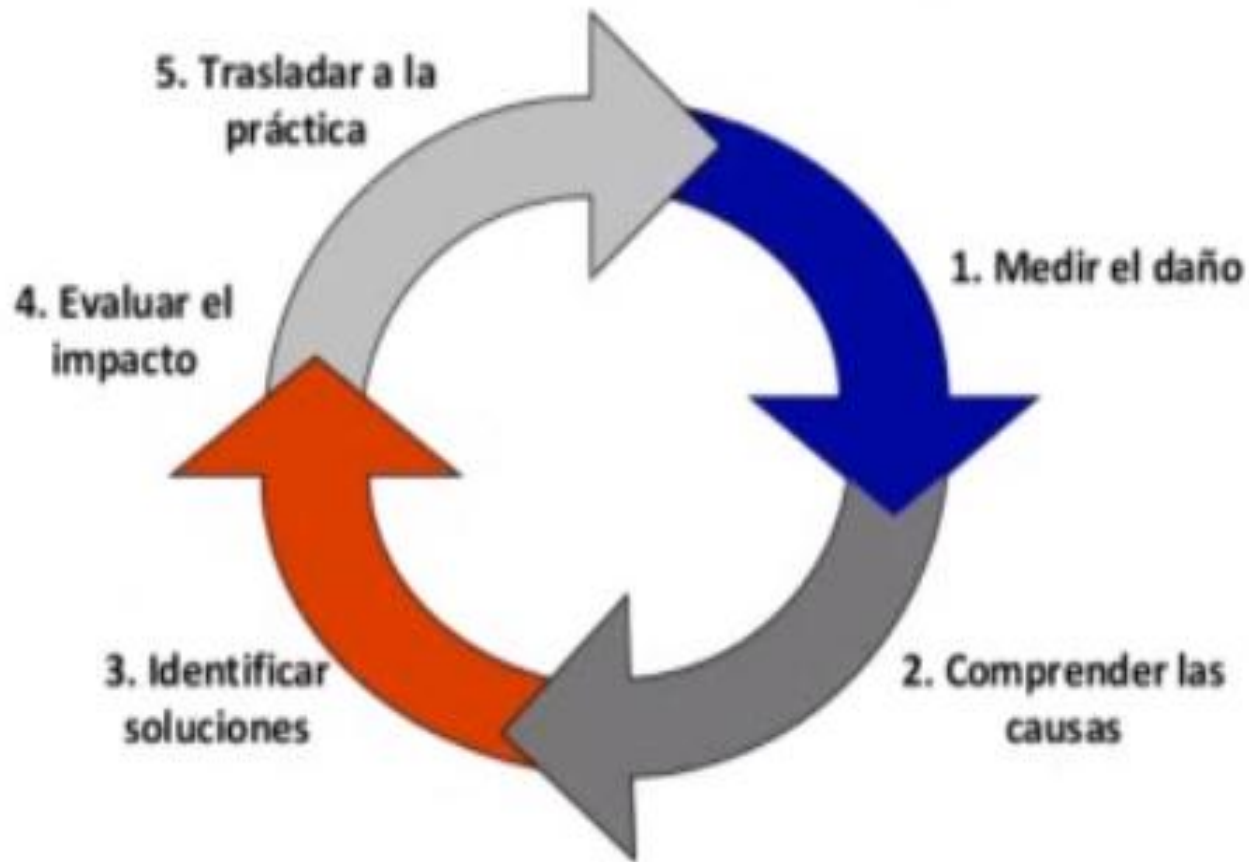 5. Trasladar a la
práctica
1. Medir el daño
4. Evaluar el
impacto
3. Identificar
soluciones
2. Comprender las
causas